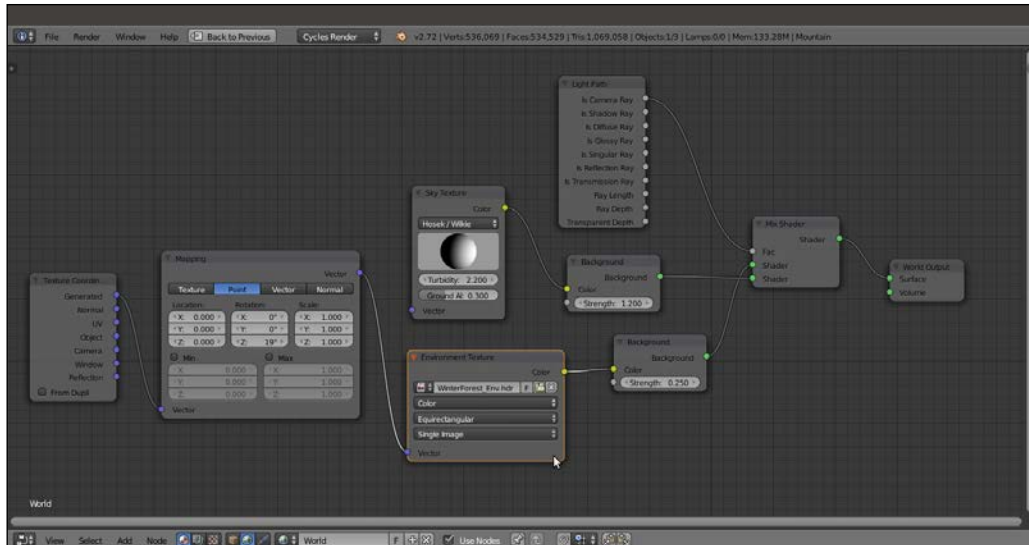 File Render Window Help Back to Previous Cycles Render v2.72 | Verts:536,069 | Faces:534,529 | Tris:1,069,058 | Objects:1/3 | Lamps:0/0 | Mem:133.28M | Mountain
Light Path
Is Camera Ray
Is Shadow Ray
Is Diffuse Ray
Is Glossy Ray
Is Singular Ray
Is Reflection Ray
Is Transmission Ray
Ray Length
Ray Depth
Transparent Depth
Sky Texture
Color
Hosek / Wilkie
Turbidity: 2.200
Ground Al: 0.300
Vector
Background
Background
Color
Strength: 1.200
Mix Shader
Shader
Fac
Shader
Shader
World Output
Surface
Volume
Texture Coordin
Generated
Normal
UV
Object
Camera
Window
Reflection
From Dupli
Mapping
Vector
Texture Point Vector Normal
Location: Rotation: Scale:
X: 0.000 X: 0° X: 1.000
Y: 0.000 Y: 0° Y: 1.000
Z: 0.000 Z: 19° Z: 1.000
Min Max
X: 0.000 X: 1.000
Y: 0.000 Y: 1.000
Z: 0.000 Z: 1.000
Vector
Environment Texture
Color
WinterForest_Env.hdr F
Color
Equirectangular
Single Image
Vector
Background
Background
Color
Strength: 0.250
World
View Select Add Node World F Use Nodes